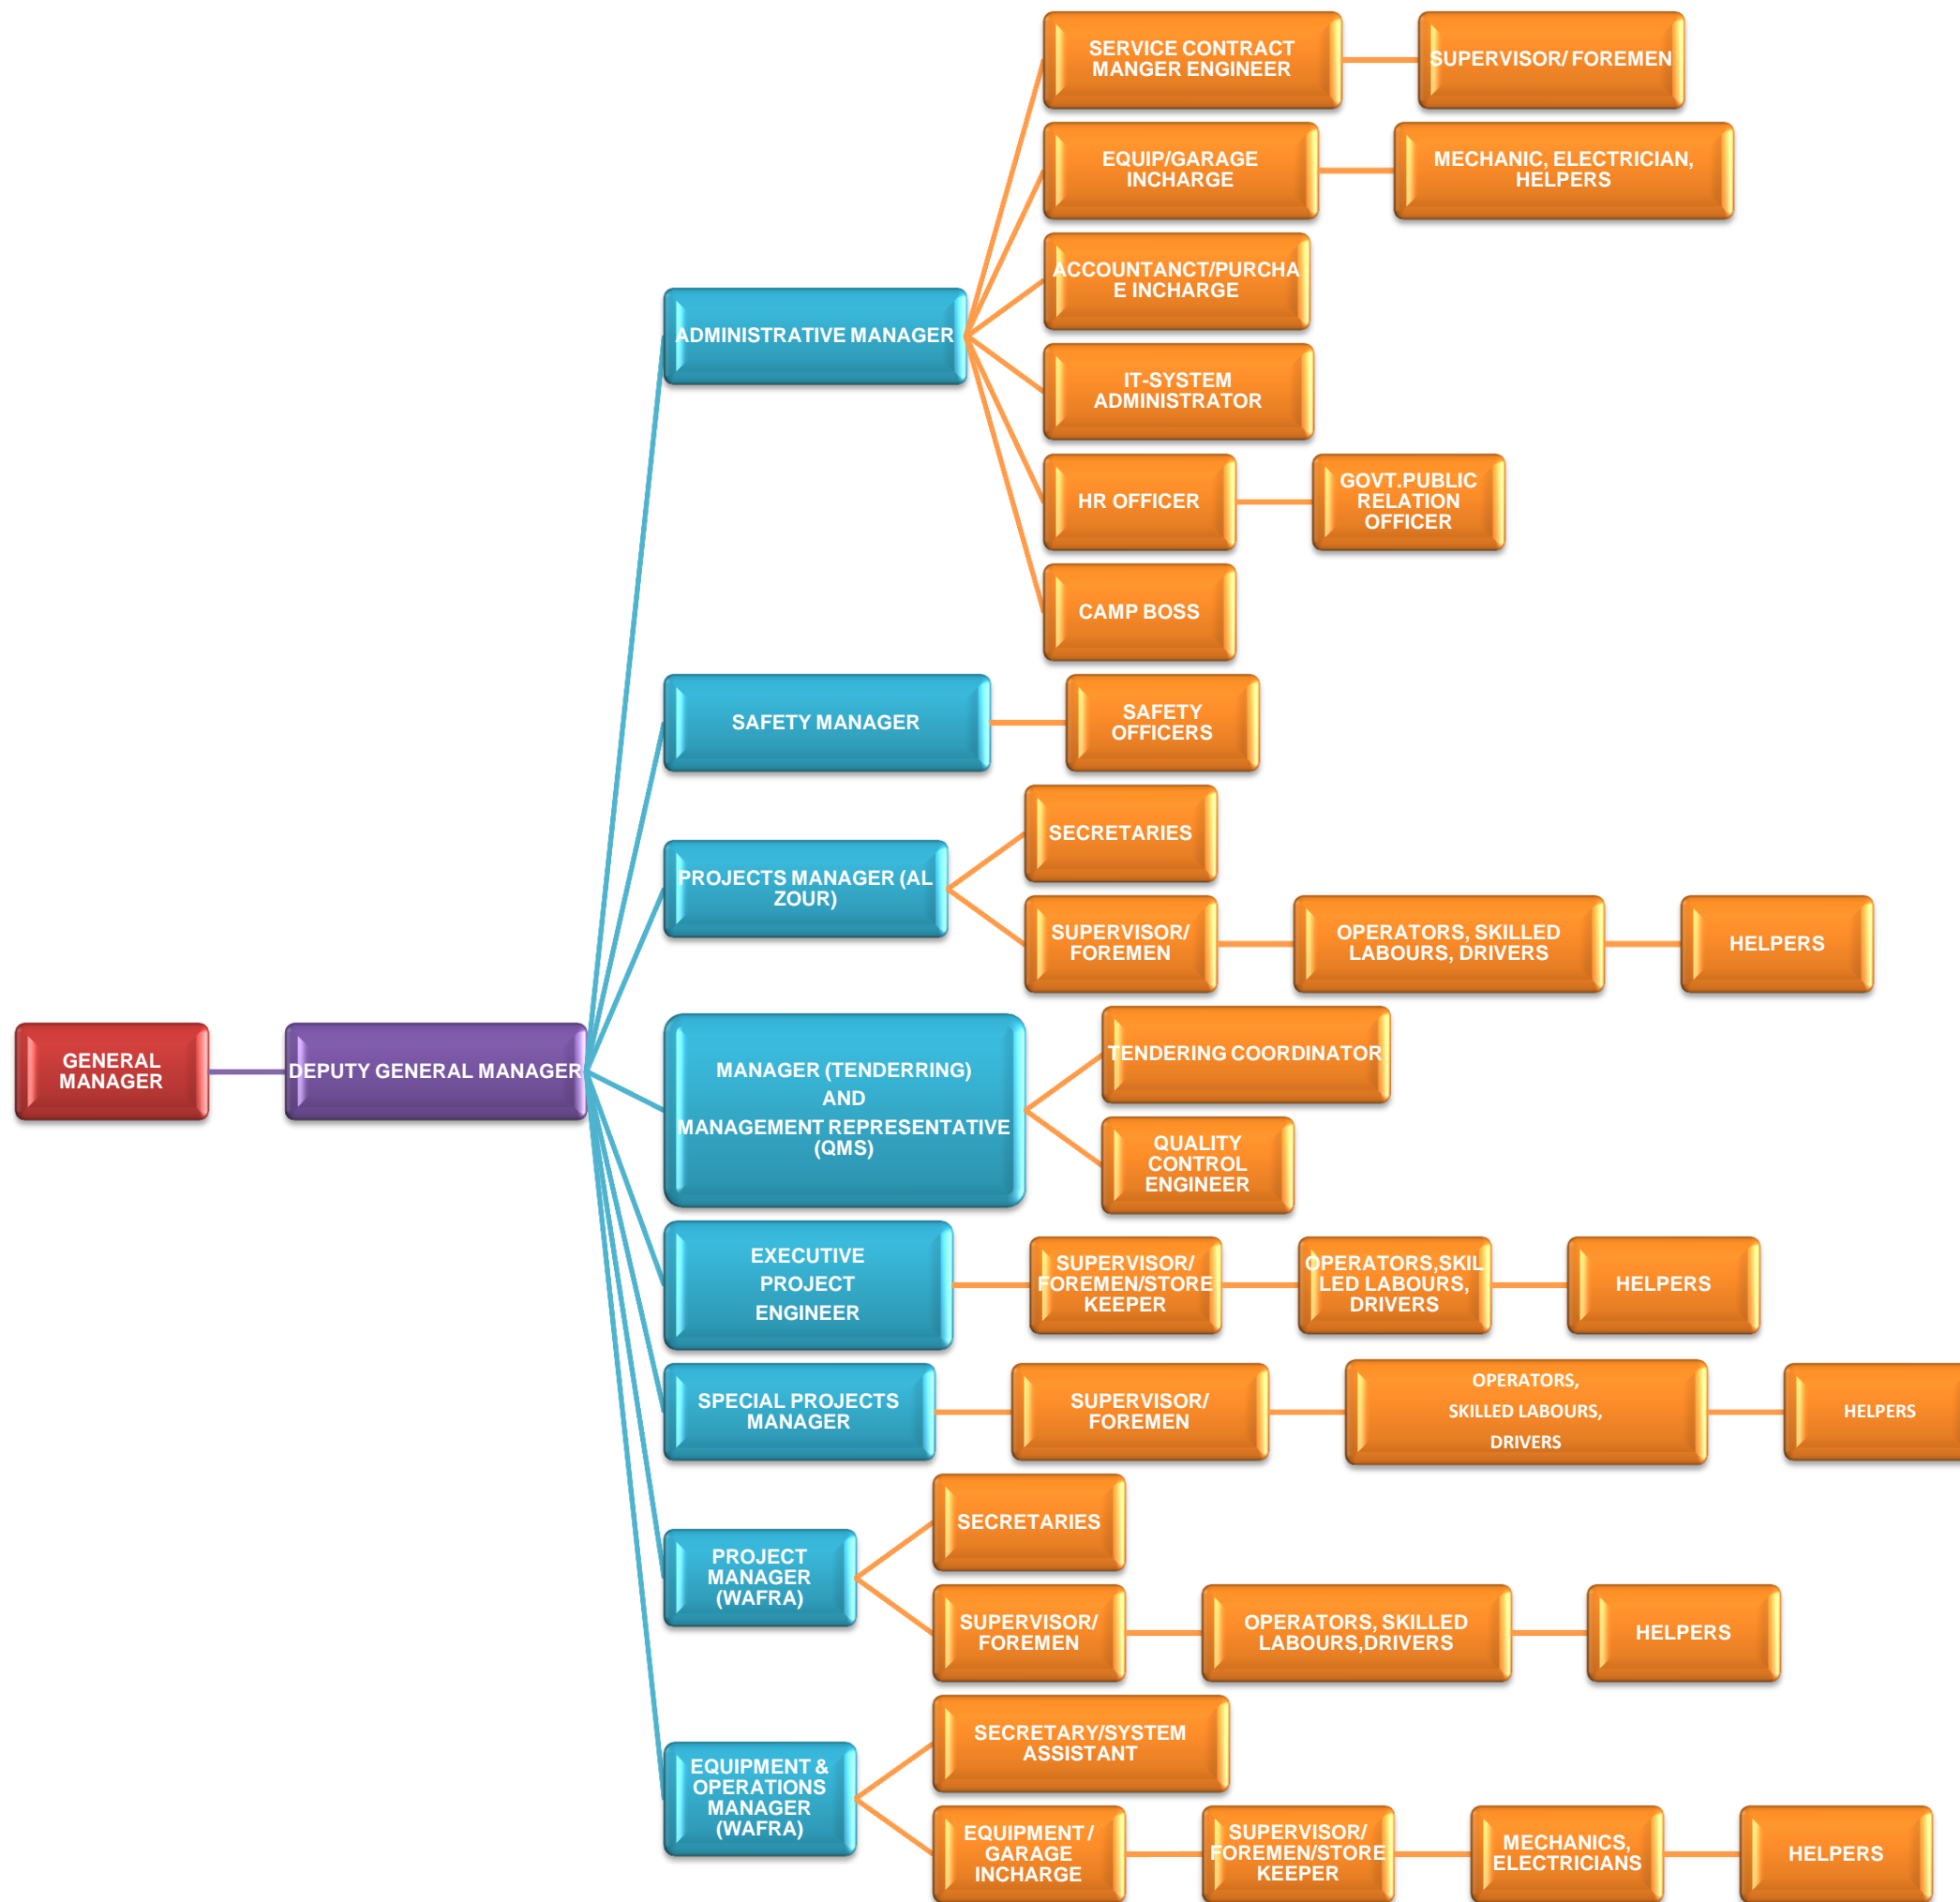 SERVICE CONTRACT
MANGER ENGINEER
SUPERVISOR/ FOREMEN
EQUIP/GARAGE
INCHARGE
MECHANIC, ELECTRICIAN,
HELPERS
ACCOUNTANCT/PURCHA
E INCHARGE
ADMINISTRATIVE MANAGER
IT-SYSTEM
ADMINISTRATOR
HR OFFICER
GOVT.PUBLIC
RELATION
OFFICER
CAMP BOSS
SAFETY MANAGER
SAFETY
OFFICERS
PROJECTS MANAGER (AL
ZOUR)
SECRETARIES
SUPERVISOR/
FOREMEN
OPERATORS, SKILLED
LABOURS, DRIVERS
HELPERS
GENERAL
MANAGER
DEPUTY GENERAL MANAGER
MANAGER (TENDERRING)
AND
MANAGEMENT REPRESENTATIVE
(QMS)
TENDERING COORDINATOR
QUALITY
CONTROL
ENGINEER
EXECUTIVE
PROJECT
ENGINEER
SUPERVISOR/
FOREMEN/STORE
KEEPER
OPERATORS,SKIL
LED LABOURS,
DRIVERS
HELPERS
SPECIAL PROJECTS
MANAGER
SUPERVISOR/
FOREMEN
OPERATORS,
SKILLED LABOURS,
DRIVERS
HELPERS
PROJECT
MANAGER
(WAFRA)
SECRETARIES
SUPERVISOR/
FOREMEN
OPERATORS, SKILLED
LABOURS,DRIVERS
HELPERS
EQUIPMENT &
OPERATIONS
MANAGER
(WAFRA)
SECRETARY/SYSTEM
ASSISTANT
EQUIPMENT /
GARAGE
INCHARGE
SUPERVISOR/
FOREMEN/STORE
KEEPER
MECHANICS,
ELECTRICIANS
HELPERS